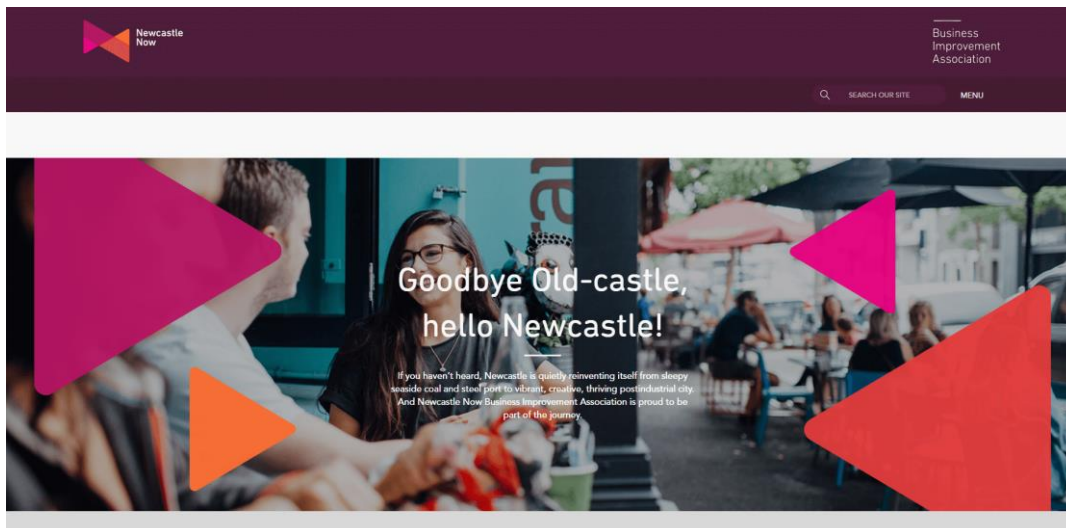 Newcastle
Now
Business
Improvement
Association
SEARCH OUR SITE
MENU
Goodbye Old-castle,
hello Newcastle!
If you haven't heard, Newcastle is quietly reinventing itself from sleepy
seaside coal and steel port to vibrant, creative, thriving postindustrial city.
And Newcastle Now Business Improvement Association is proud to be
part of the journey.